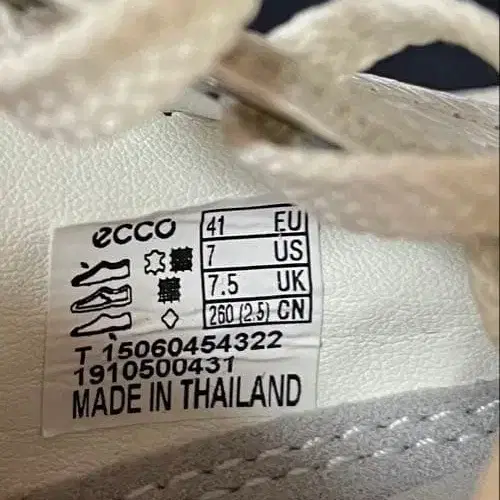 ecco
41 EU
7 US
7.5 UK
260 (2.5) CN
T 15060454322
1910500431
MADE IN THAILAND